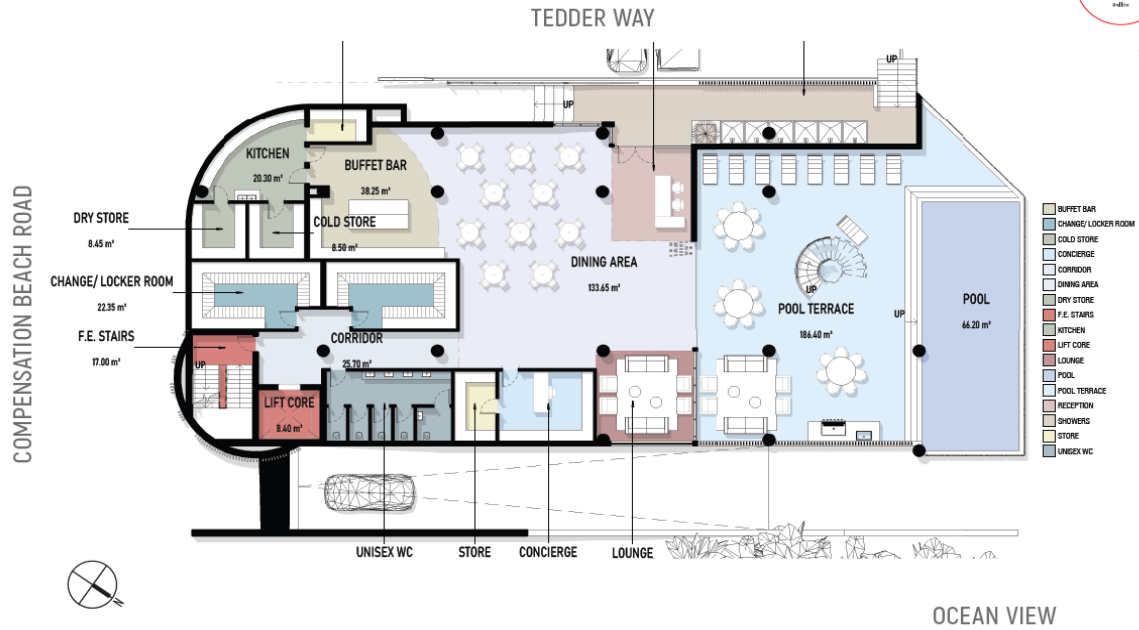 TEDDER WAY
Ballito
UP
UP
KITCHEN
20.30 m²
BUFFET BAR
38.25 m²
COMPENSATION BEACH ROAD
DRY STORE
8.45 m²
COLD STORE
8.50 m²
DINING AREA
133.65 m²
CHANGE/ LOCKER ROOM
22.35 m²
UP
POOL TERRACE
186.40 m²
UP
POOL
66.20 m²
F.E. STAIRS
17.00 m²
UP
CORRIDOR
25.70 m²
LIFT CORE
8.40 m²
UNISEX WC
STORE
CONCIERGE
LOUNGE
BUFFET BAR
CHANGE/ LOCKER ROOM
COLD STORE
CONCIERGE
CORRIDOR
DINING AREA
DRY STORE
F.E. STAIRS
KITCHEN
LIFT CORE
LOUNGE
POOL
POOL TERRACE
RECEPTION
SHOWERS
STORE
UNISEX WC
N
OCEAN VIEW